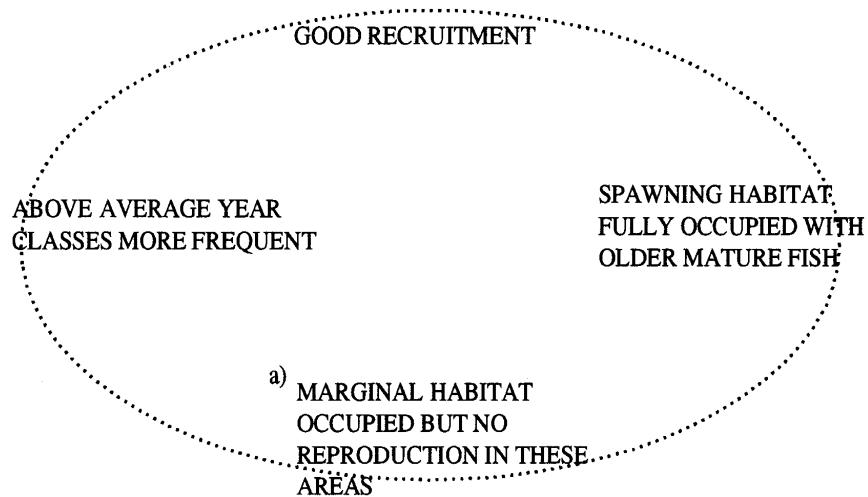 GOOD RECRUITMENT
ABOVE AVERAGE YEAR
CLASSES MORE FREQUENT
SPAWNING HABITAT
FULLY OCCUPIED WITH
OLDER MATURE FISH
a)
MARGINAL HABITAT
OCCUPIED BUT NO
REPRODUCTION IN THESE
AREAS